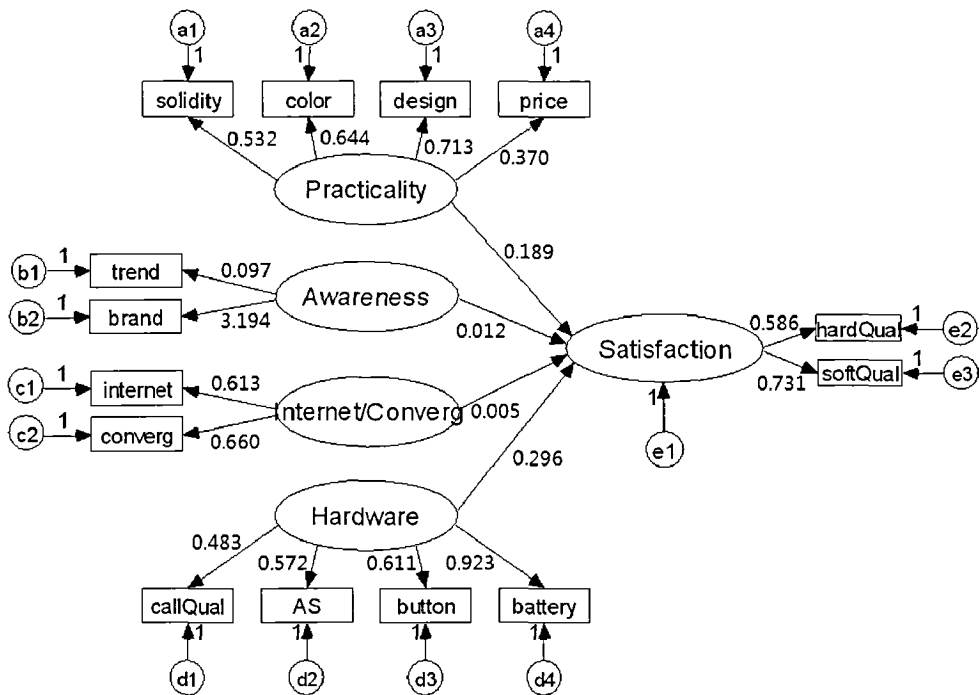 a1 a2 a3 a4
1 1 1 1
solidity color design price
0.532 0.644 0.713 0.370
Practicality
0.189
b1 1 trend 0.097
Awareness
b2 1 brand 3.194
0.012
Satisfaction
0.586 hardQual 1 e2
0.731 softQual 1 e3
1
e1
c1 1 internet 0.613
Internet/Converg 0.005
c2 1 converg 0.660
0.296
Hardware
0.483 0.572 0.611 0.923
callQual AS button battery
1 1 1 1
d1 d2 d3 d4